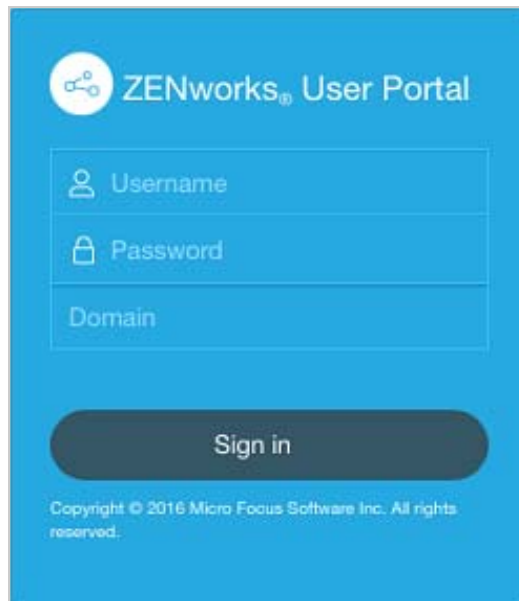 ZENworks® User Portal
Username
Password
Domain
Sign in
Copyright © 2016 Micro Focus Software Inc. All rights
reserved.